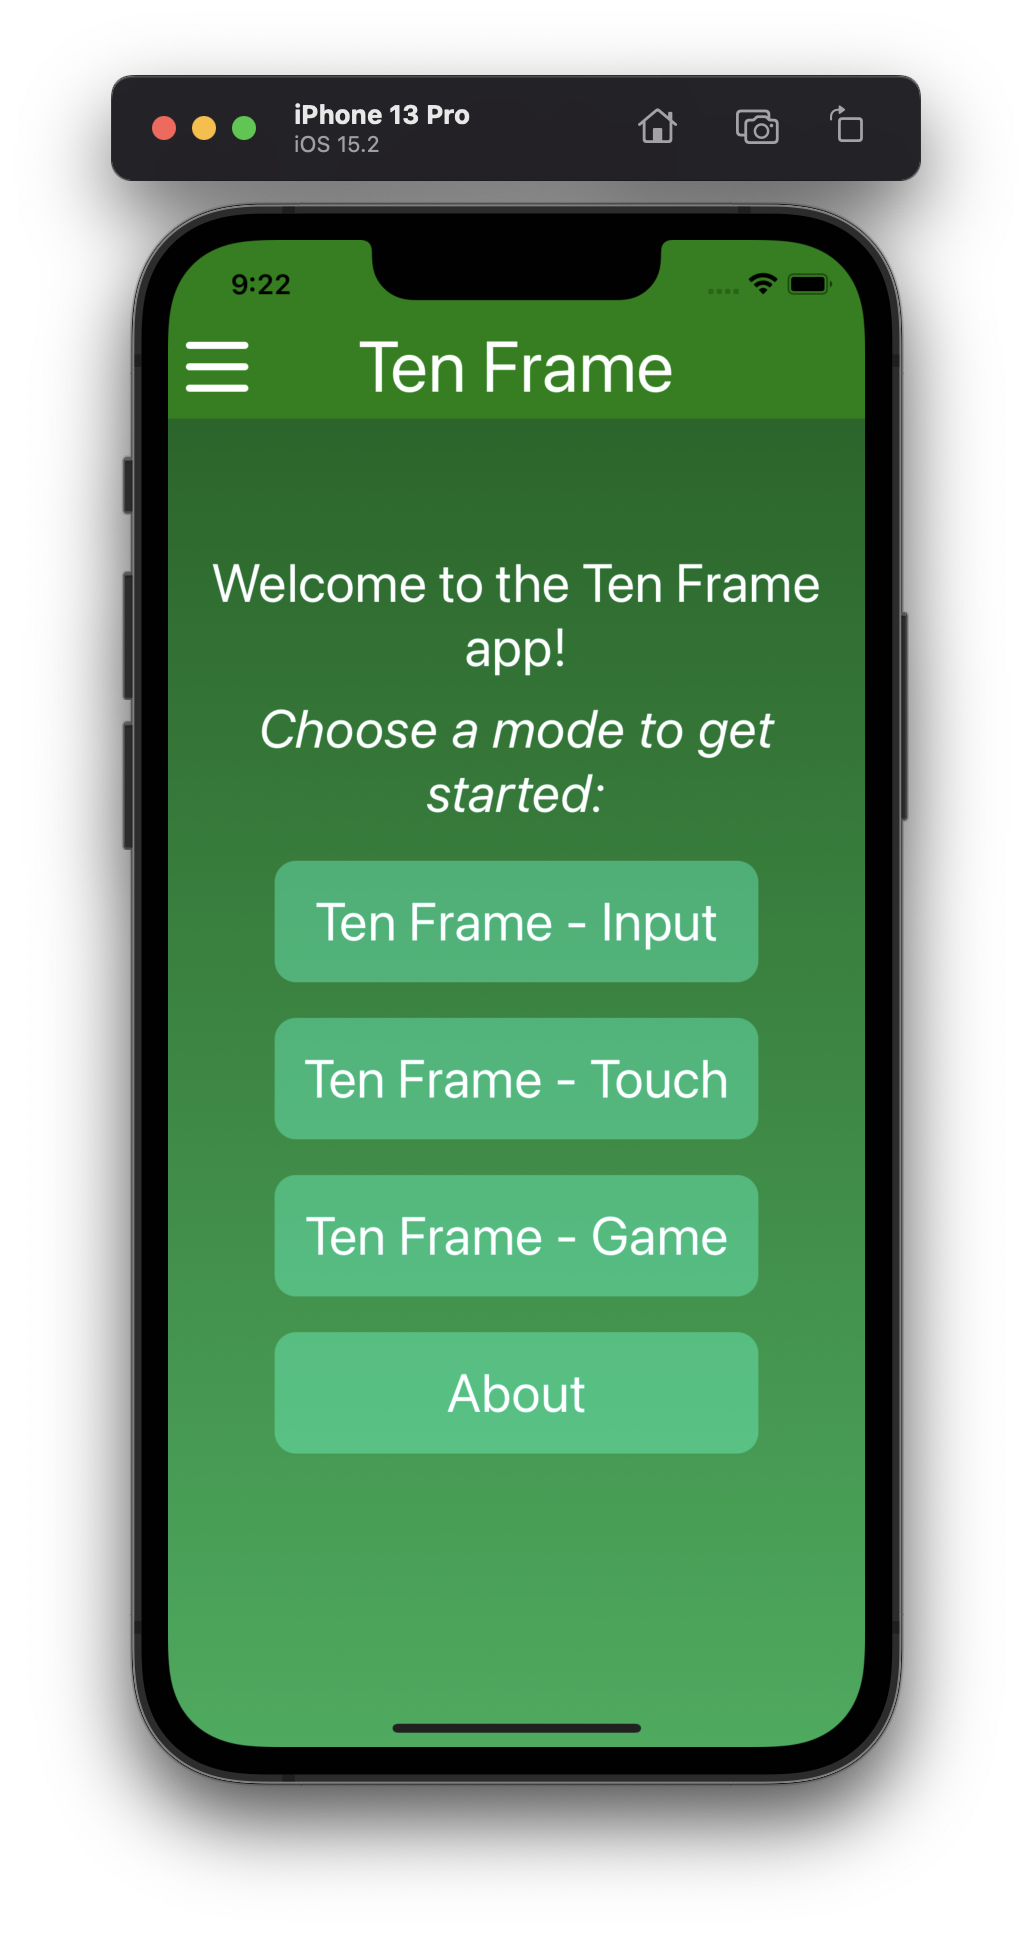 iPhone 13 Pro
iOS 15.2
9:22
Ten Frame
Welcome to the Ten Frame
app!
Choose a mode to get
started:
Ten Frame - Input
Ten Frame - Touch
Ten Frame - Game
About